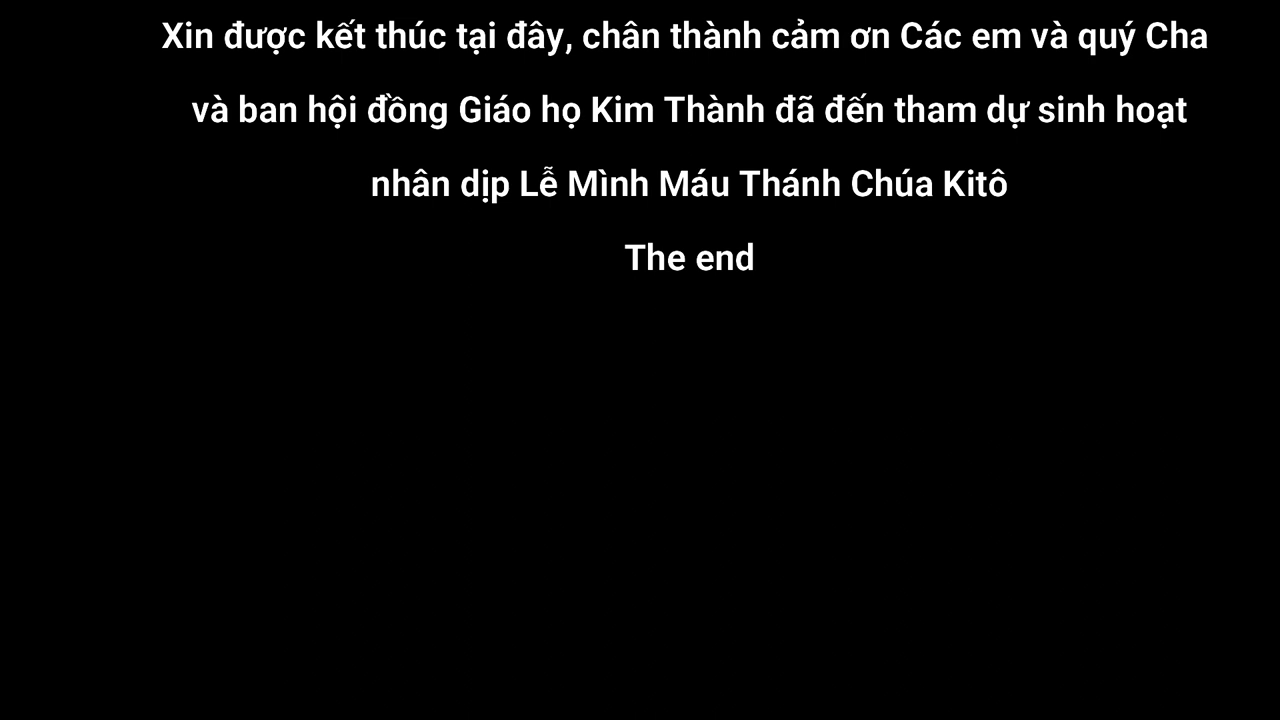 Xin được kết thúc tại đây, chân thành cảm ơn Các em và quý Cha
và ban hội đồng Giáo họ Kim Thành đã đến tham dự sinh hoạt
nhân dịp Lễ Mình Máu Thánh Chúa Kitô
The end